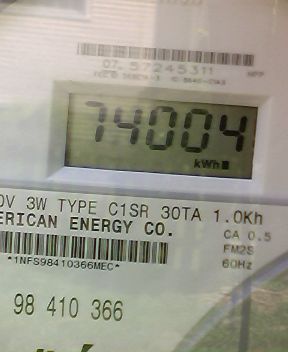 07 57245311
74004
kWh
0V 3W TYPE C1SR 30TA 1.0Kh
ERICAN ENERGY CO.
CA 0.5
FM2S
60Hz
*1NFS98410366MEC*
98 410 366